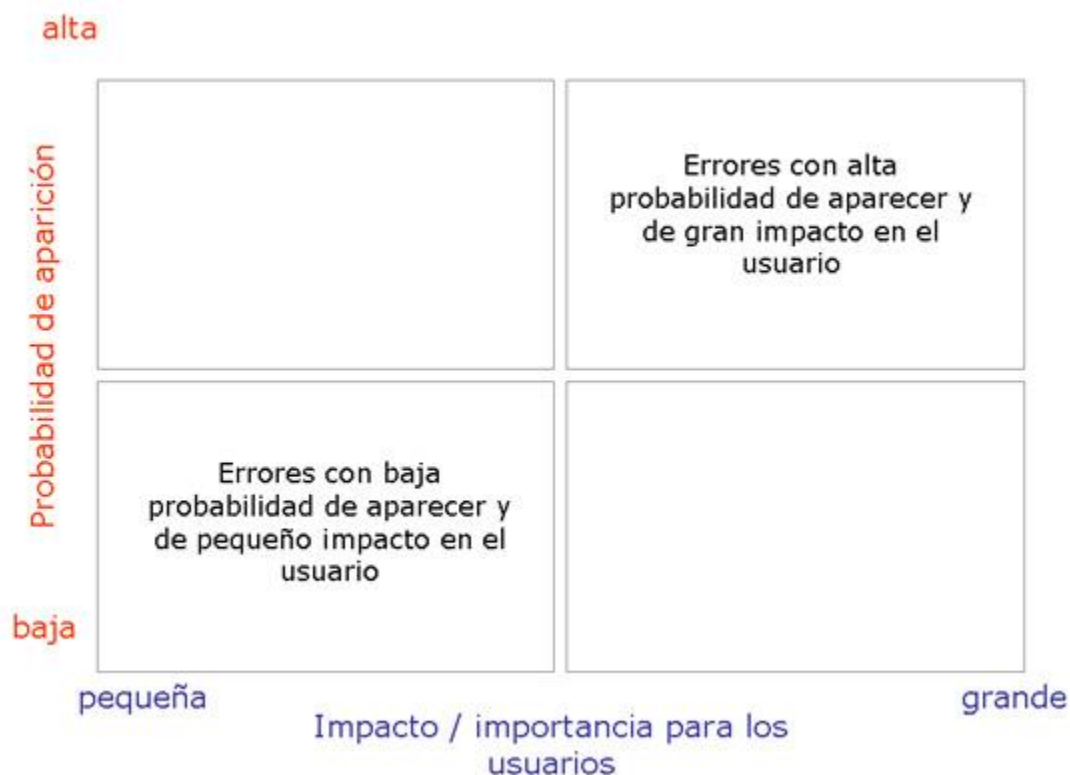 alta
Probabilidad de aparición
Errores con alta
probabilidad de aparecer y
de gran impacto en el
usuario
Errores con baja
probabilidad de aparecer y
de pequeño impacto en el
usuario
baja
pequeña
grande
Impacto / importancia para los
usuarios